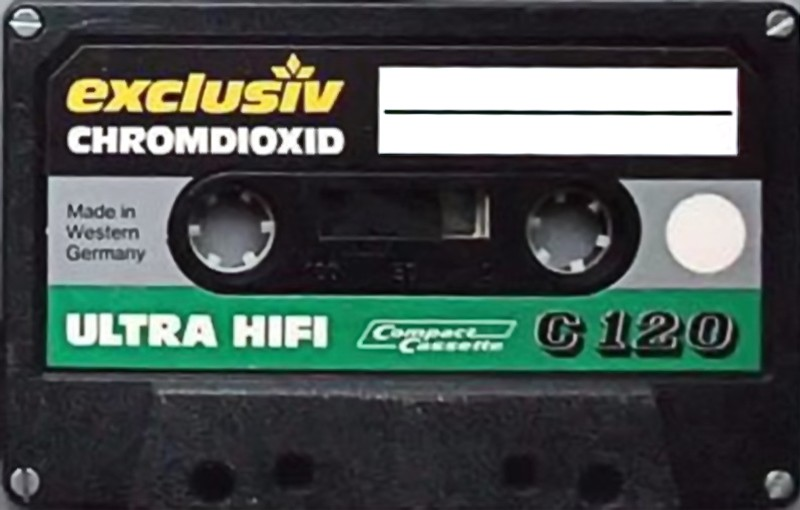 exclusiv
CHROMDIOXID
Made in
Western
Germany
ULTRA HIFI
Compact
Cassette
C 120